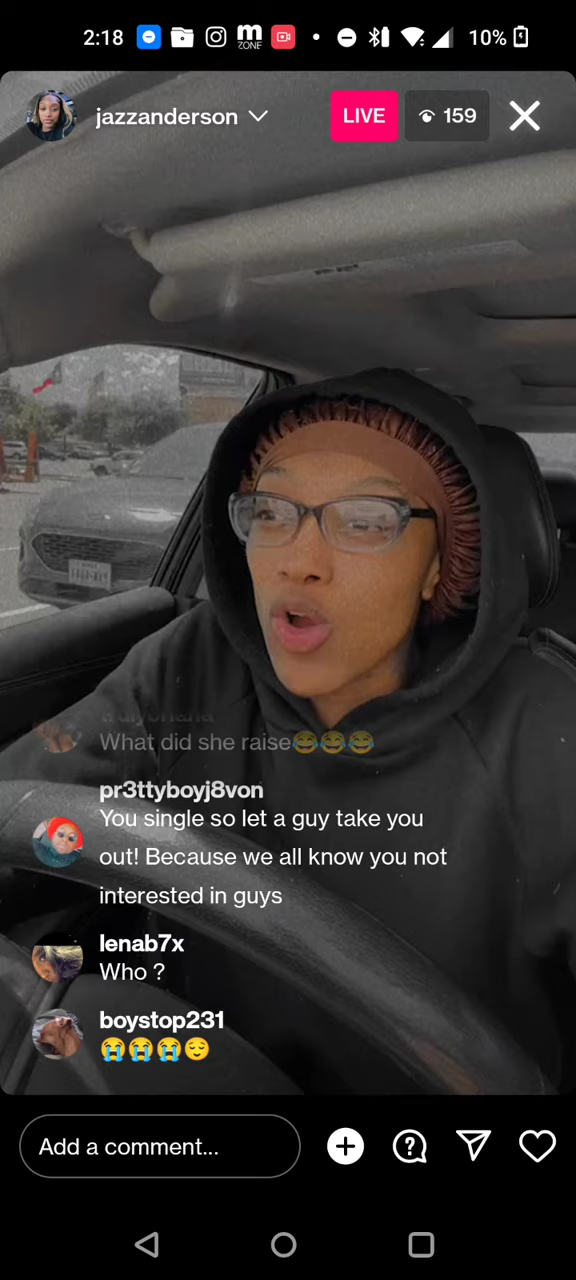 2:18
m
ZONE
10%
jazzanderson
LIVE
159
What did she raise😂😂😂
pr3ttyboyj8von
You single so let a guy take you
out! Because we all know you not
interested in guys
lenab7x
Who ?
boystop231
😭😭😭😌
Add a comment...